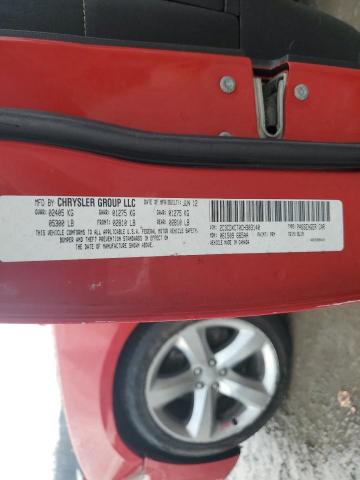 MFD BY CHRYSLER GROUP LLC DATE OF MFR JUN 12
GVWR: 02405 KG GAWR: 01275 KG GAWR: 01275 KG
05300 LB FRONT: 02810 LB REAR: 02810 LB
THIS VEHICLE CONFORMS TO ALL APPLICABLE U.S.A. FEDERAL MOTOR VEHICLE SAFETY,
BUMPER AND THEFT PREVENTION STANDARDS IN EFFECT ON
THE DATE OF MANUFACTURE SHOWN ABOVE.
VIN: TYPE: PASSENGER CAR
MDH: PAINT:
MADE IN CANADA